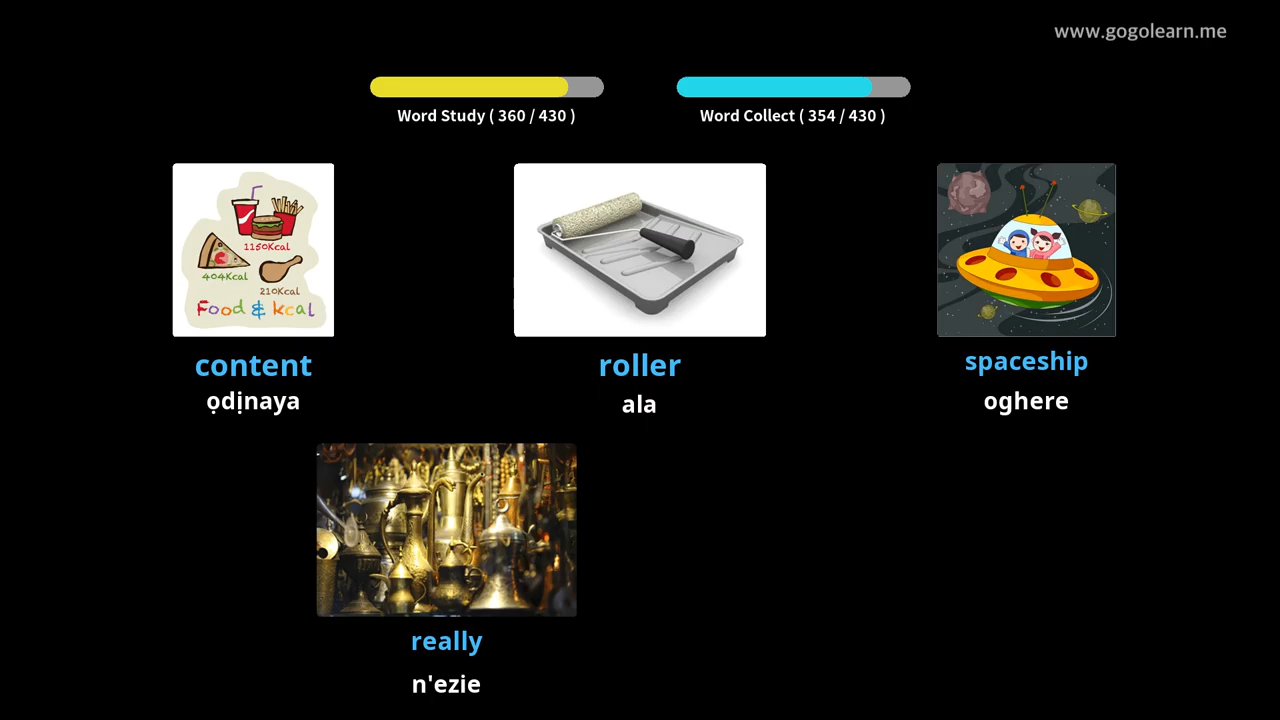 www.gogolearn.me
Word Study ( 360 / 430 )
Word Collect ( 354 / 430 )
1150Kcal
404Kcal
210Kcal
Food & kcal
content
roller
spaceship
ọdịnaya
ala
oghere
really
n'ezie